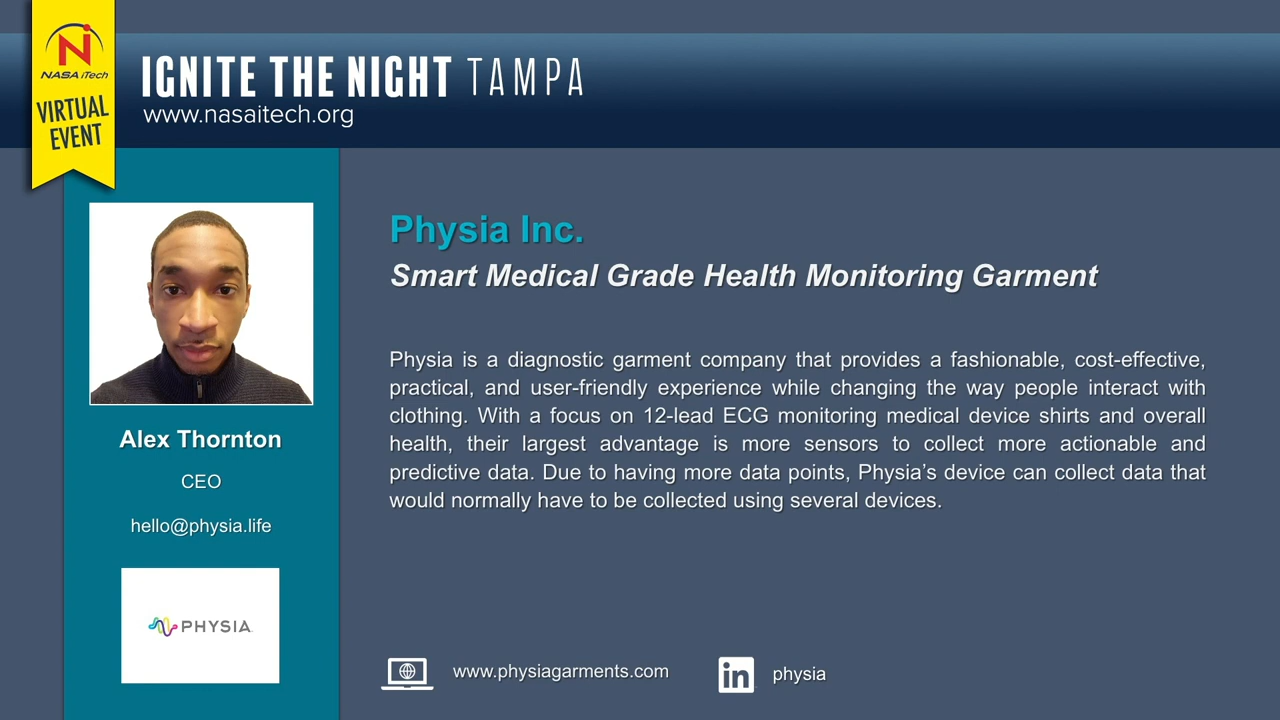 NASA iTech
VIRTUAL
EVENT
IGNITE THE NIGHT TAMPA
www.nasaitech.org
Alex Thornton
CEO
hello@physia.life
PHYSIA
Physia Inc.
Smart Medical Grade Health Monitoring Garment
Physia is a diagnostic garment company that provides a fashionable, cost-effective,
practical, and user-friendly experience while changing the way people interact with
clothing. With a focus on 12-lead ECG monitoring medical device shirts and overall
health, their largest advantage is more sensors to collect more actionable and
predictive data. Due to having more data points, Physia’s device can collect data that
would normally have to be collected using several devices.
www.physiagarments.com
in physia